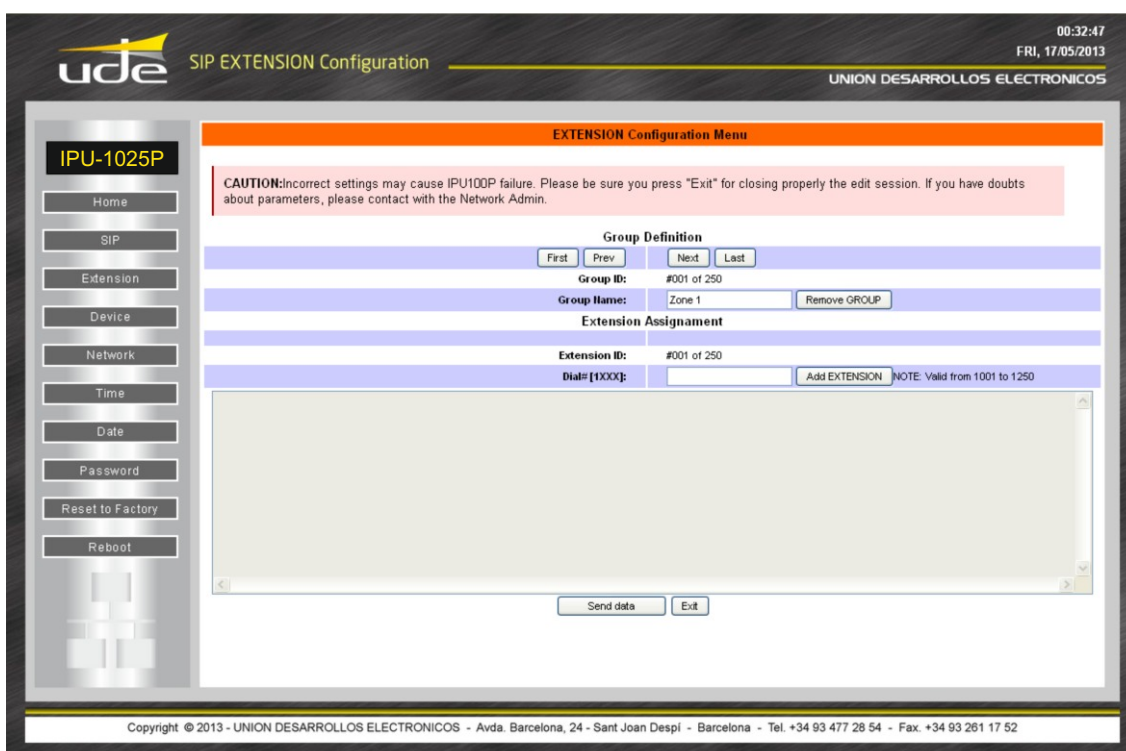 00:32:47
FRI, 17/05/2013
ude
SIP EXTENSION Configuration
UNION DESARROLLOS ELECTRONICOS
IPU-1025P
Home
SIP
Extension
Device
Network
Time
Date
Password
Reset to Factory
Reboot
EXTENSION Configuration Menu
CAUTION:Incorrect settings may cause IPU100P failure. Please be sure you press "Exit" for closing properly the edit session. If you have doubts
about parameters, please contact with the Network Admin.
Group Definition
First Prev Next Last
Group ID: #001 of 250
Group Name: Zone 1 Remove GROUP
Extension Assignament
Extension ID: #001 of 250
Dial# [1XXX]: Add EXTENSION NOTE: Valid from 1001 to 1250
Send data Exit
Copyright © 2013 - UNION DESARROLLOS ELECTRONICOS - Avda. Barcelona, 24 - Sant Joan Despí - Barcelona - Tel. +34 93 477 28 54 - Fax. +34 93 261 17 52